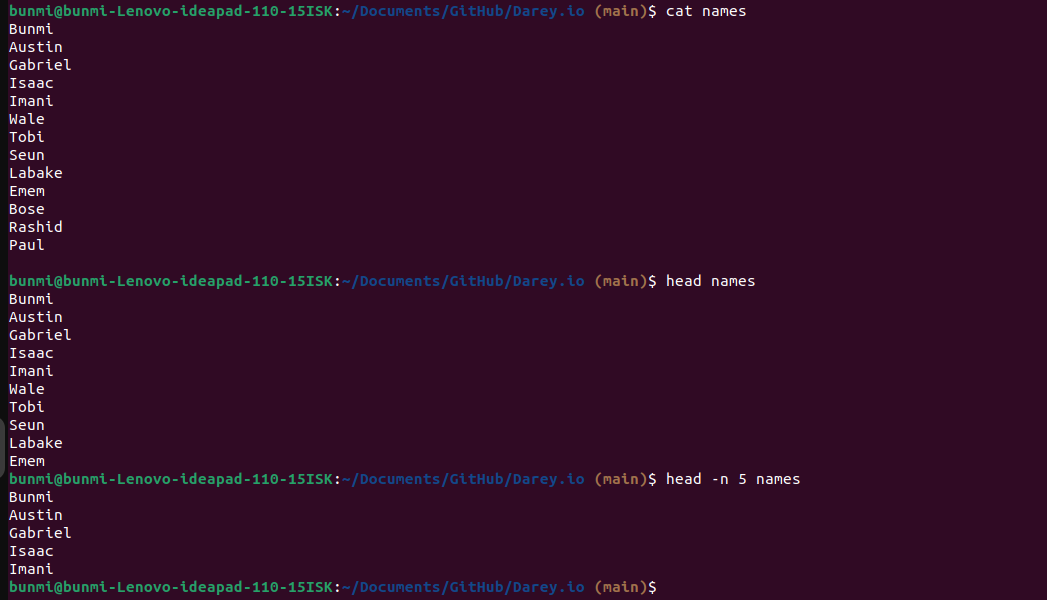 bunmi@bunmi-Lenovo-ideapad-110-15ISK:~/Documents/GitHub/Darey.io (main)$ cat names
Bunmi
Austin
Gabriel
Isaac
Imani
Wale
Tobi
Seun
Labake
Emem
Bose
Rashid
Paul
bunmi@bunmi-Lenovo-ideapad-110-15ISK:~/Documents/GitHub/Darey.io (main)$ head names
Bunmi
Austin
Gabriel
Isaac
Imani
Wale
Tobi
Seun
Labake
Emem
bunmi@bunmi-Lenovo-ideapad-110-15ISK:~/Documents/GitHub/Darey.io (main)$ head -n 5 names
Bunmi
Austin
Gabriel
Isaac
Imani
bunmi@bunmi-Lenovo-ideapad-110-15ISK:~/Documents/GitHub/Darey.io (main)$